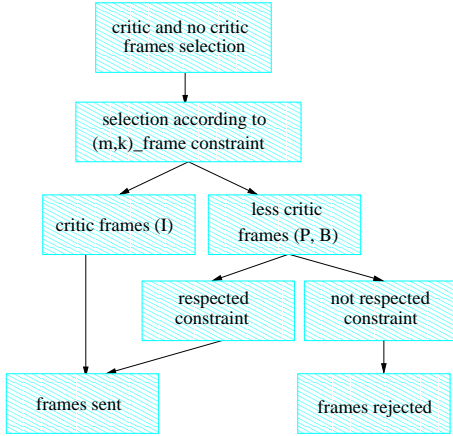 critic and no critic
frames selection
selection according to
(m,k)_frame constraint
critic frames (I)
less critic
frames (P, B)
respected
constraint
not respected
constraint
frames sent
frames rejected